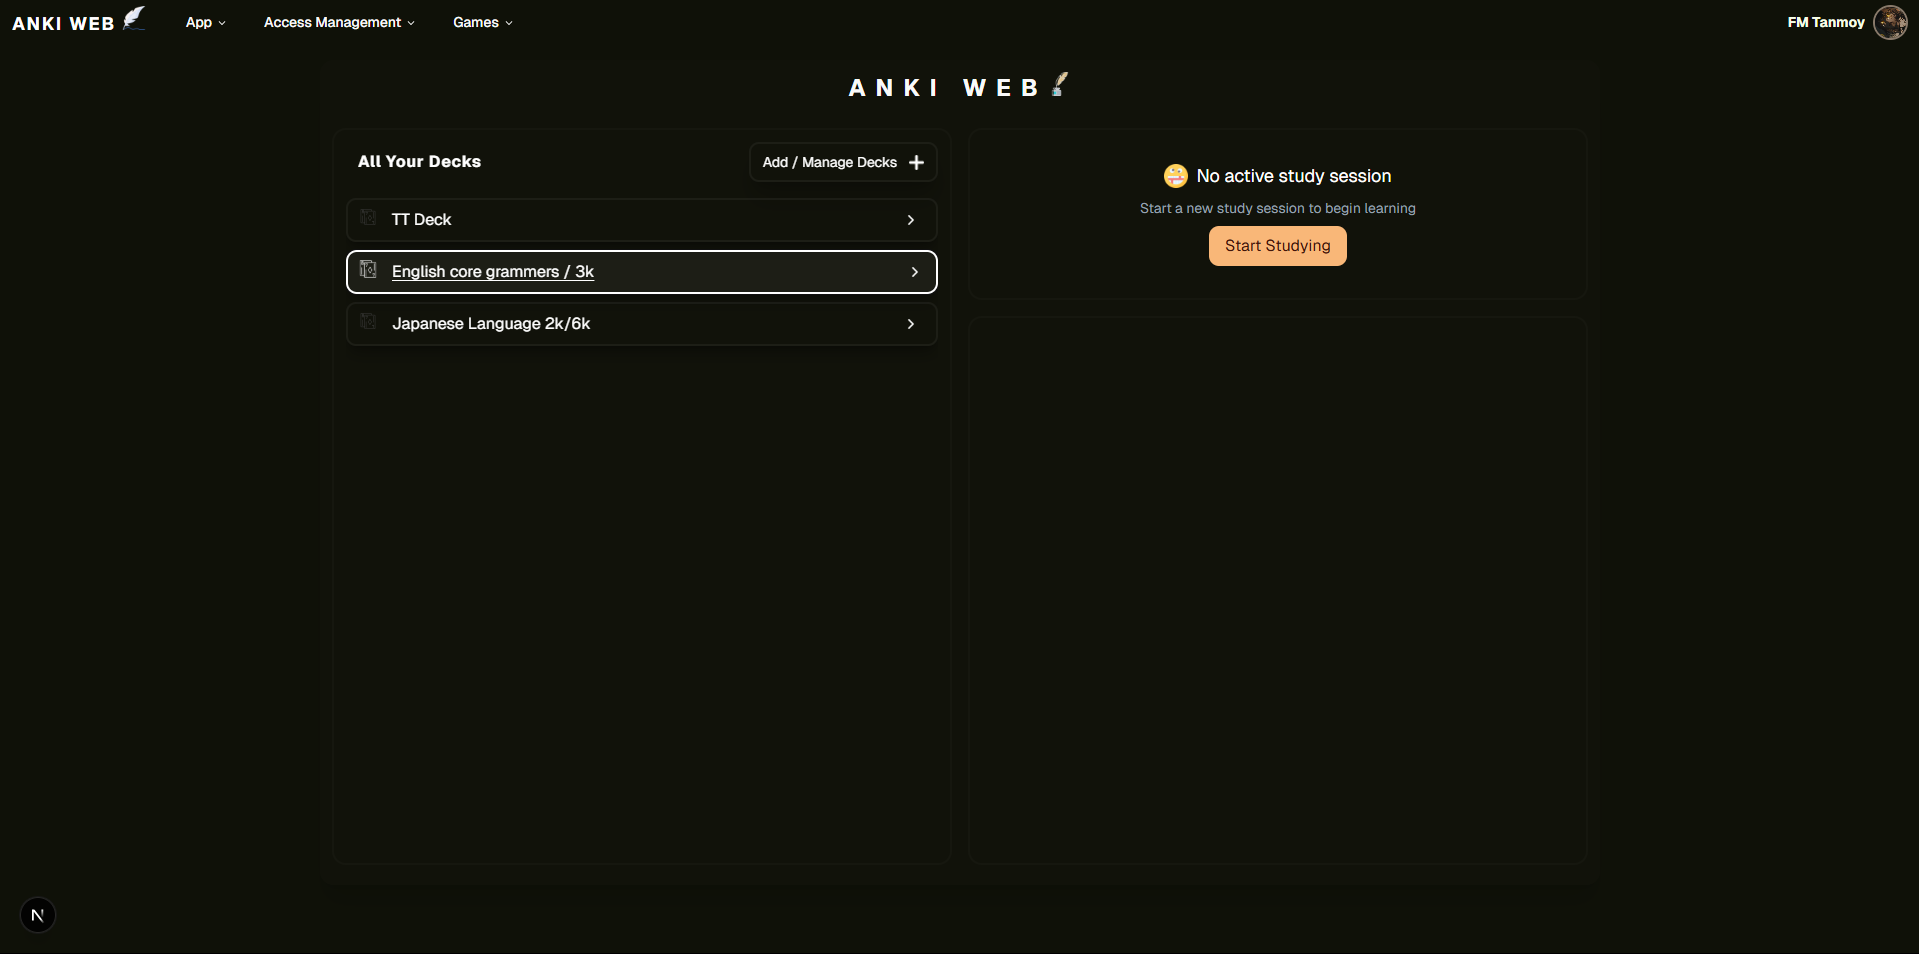 ANKI WEB
App
Access Management
Games
FM Tanmoy
ANKI WEB
All Your Decks
Add / Manage Decks
TT Deck
English core grammers / 3k
Japanese Language 2k/6k
No active study session
Start a new study session to begin learning
Start Studying
N